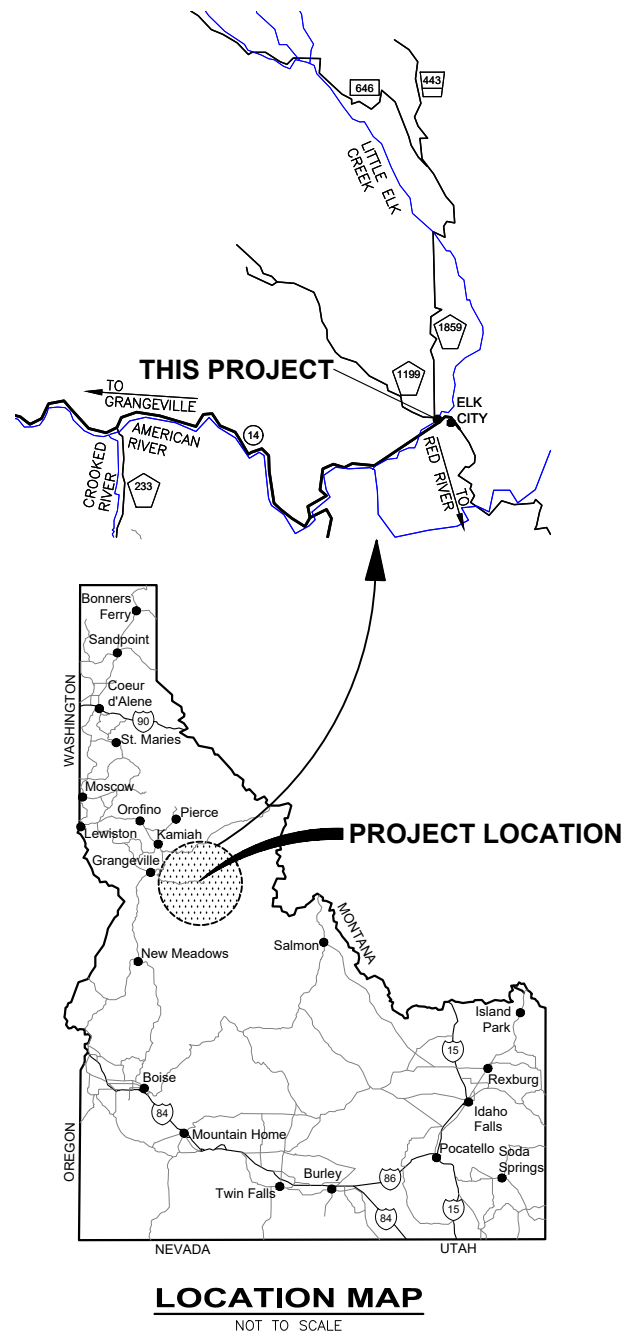 646
443
LITTLE ELK
CREEK
1859
THIS PROJECT
1199
TO
GRANGEVILLE
ELK
CITY
AMERICAN
RIVER
14
CROOKED
RIVER
233
RED RIVER
TO
Bonners
Ferry
Sandpoint
WASHINGTON
Coeur
d'Alene
90
St. Maries
Moscow
Orofino
Pierce
Lewiston
Kamiah
PROJECT LOCATION
Grangeville
MONTANA
New Meadows
Salmon
Island
Park
15
Rexburg
Boise
84
Idaho
Falls
Mountain Home
OREGON
Pocatello
Soda
Springs
Burley
86
Twin Falls
84
15
NEVADA
UTAH
LOCATION MAP
NOT TO SCALE